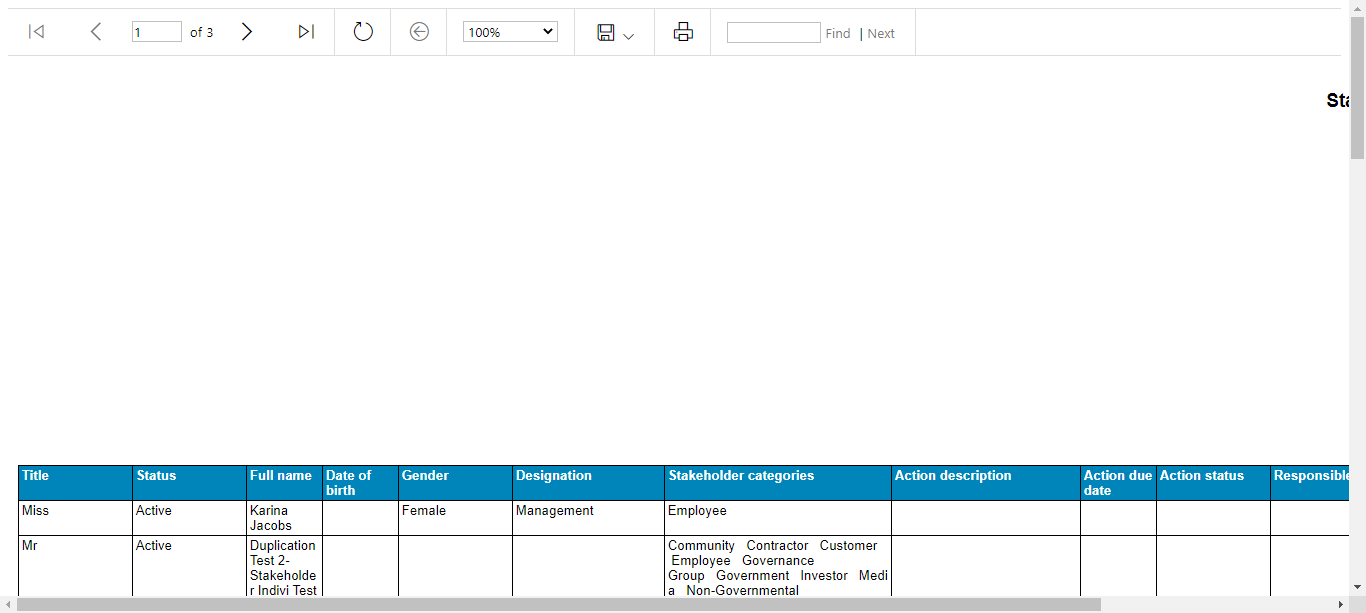 1 of 3 100% Find | Next
Sta
Title Status Full name Date of birth Gender Designation Stakeholder categories Action description Action due date Action status Responsible
Miss Active Karina Jacobs Female Management Employee
Mr Active Duplication Test 2- Stakeholde r Indivi Test Community Contractor Customer Employee Governance Group Government Investor Medi a Non-Governmental